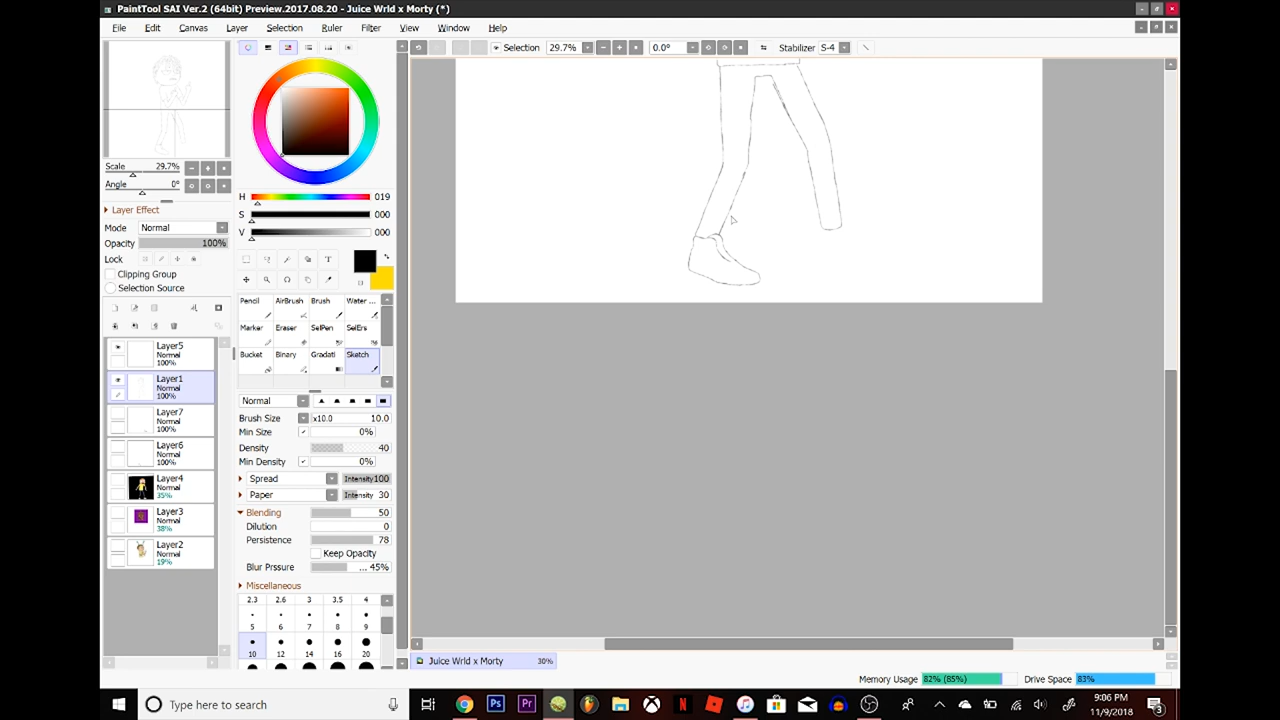 PaintTool SAI Ver.2 (64bit) Preview.2017.08.20 - Juice Wrld x Morty (*)
File Edit Canvas Layer Selection Ruler Filter View Window Help
Selection 29.7% 0.0° Stabilizer S-4
Scale 29.7%
Angle 0°
Layer Effect
Mode Normal
Opacity 100%
Lock
Clipping Group
Selection Source
Layer5
Normal
100%
Layer1
Normal
100%
Layer7
Normal
100%
Layer6
Normal
100%
Layer4
Normal
35%
Layer3
Normal
38%
Layer2
Normal
19%
H 019
S 000
V 000
T
Pencil AirBrush Brush Water ...
Marker Eraser SelPen SelErs
Bucket Binary Gradati Sketch
Normal
Brush Size x10.0 10.0
Min Size 0%
Density 40
Min Density 0%
Spread Intensity 100
Paper Intensity 30
Blending 50
Dilution 0
Persistence 78
Keep Opacity
Blur Prssure ... 45%
Miscellaneous
2.3 2.6 3 3.5 4
5 6 7 8 9
10 12 14 16 20
Juice Wrld x Morty 30%
Memory Usage 82% (85%) Drive Space 83%
Type here to search
Ps Pr N
9:06 PM
11/9/2018
3